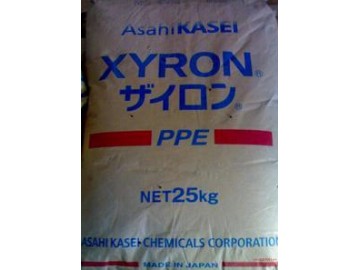 AsahiKASEI
XYRON®
ザイロン®
PPE
NET25kg
ASAHI KASEI CHEMICALS CORPORATION
MADE IN JAPAN